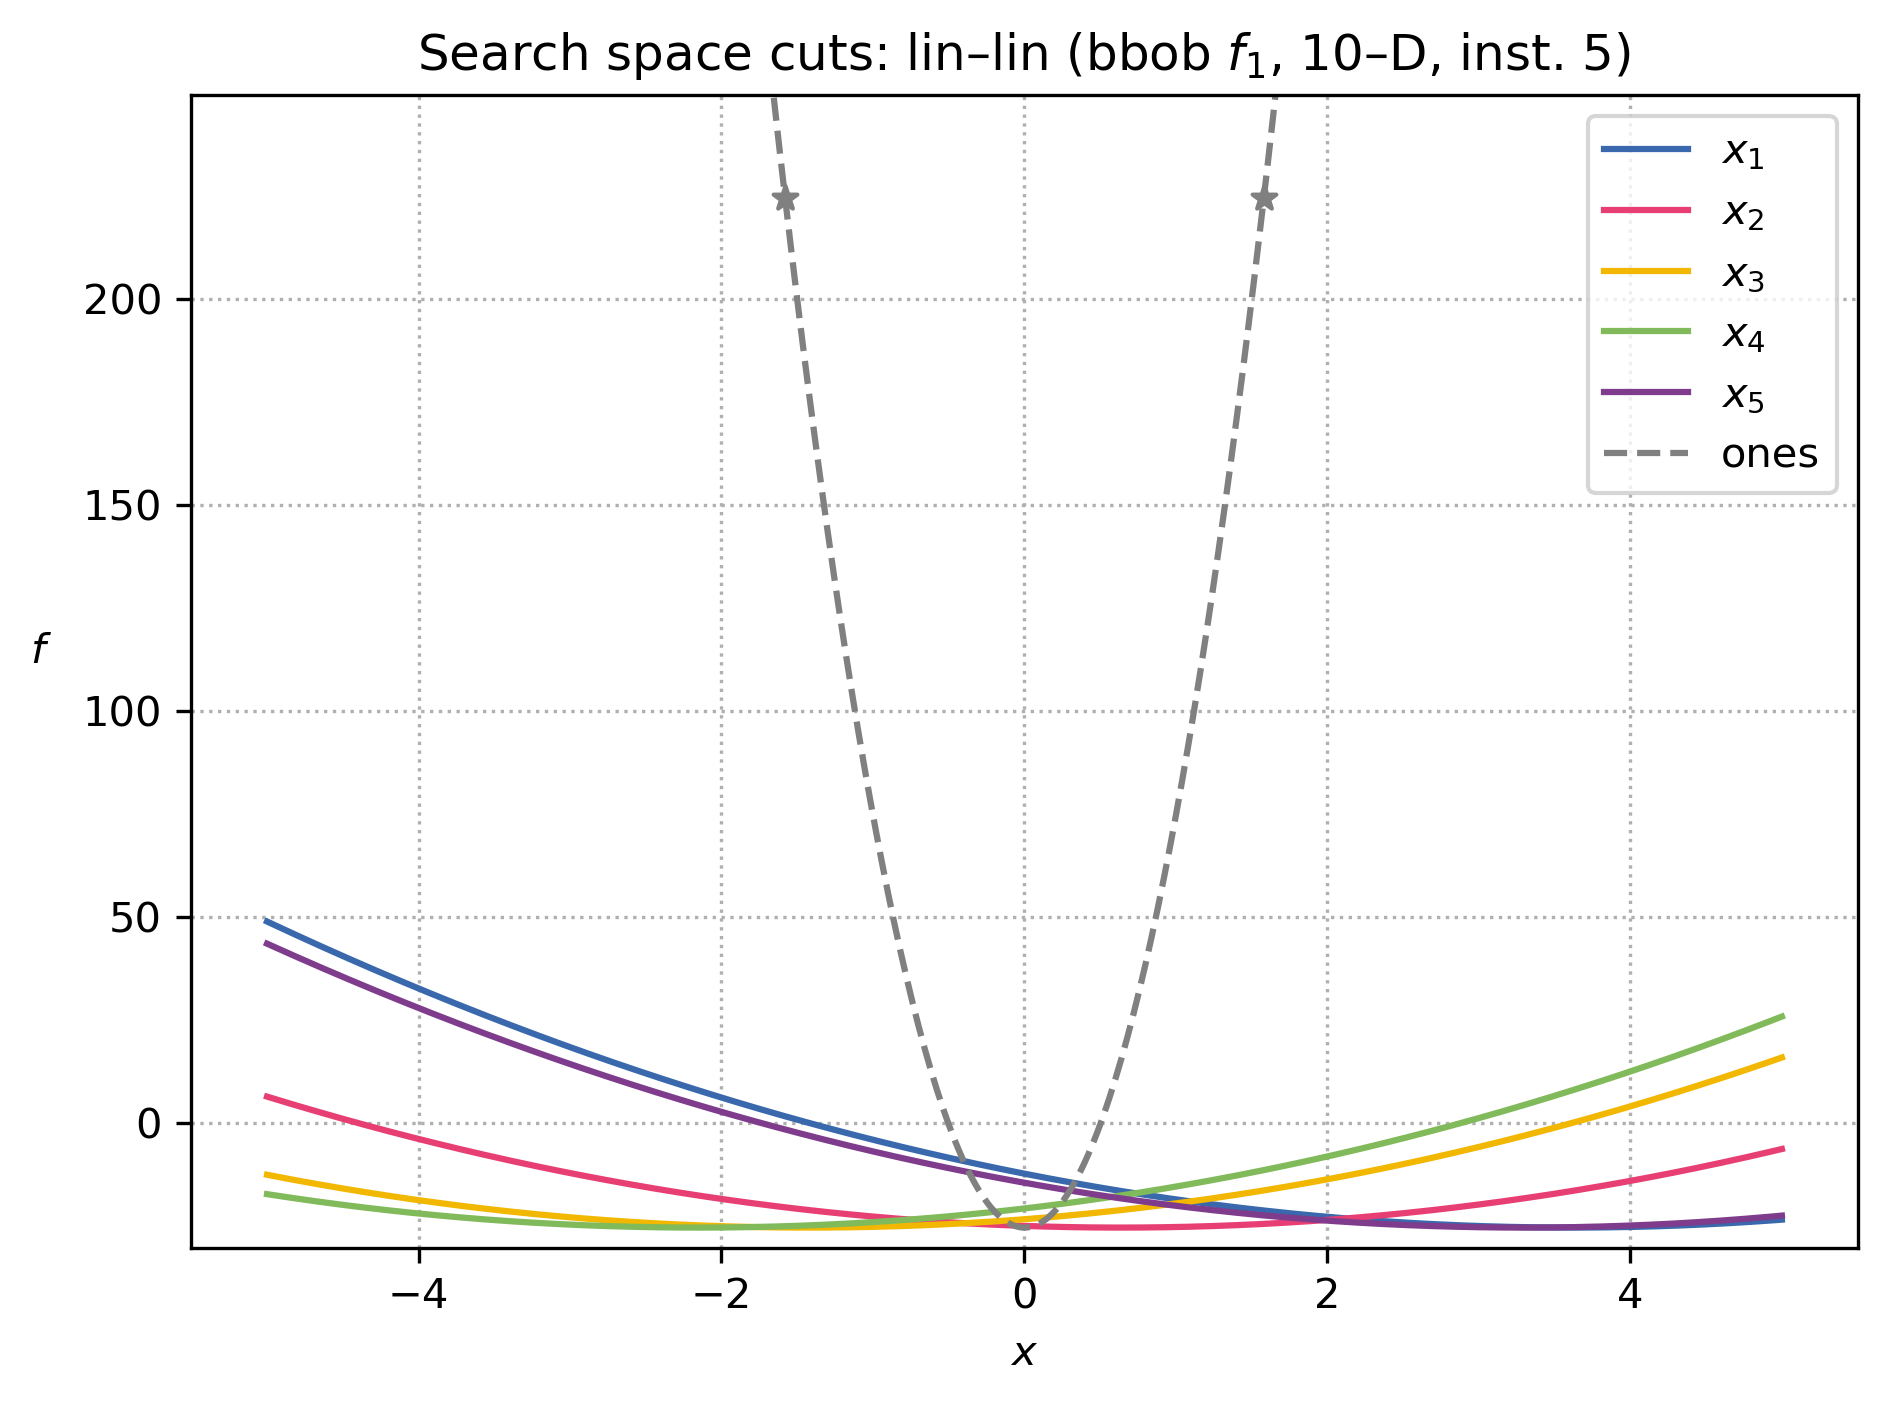 Search space cuts: lin–lin (bbob f₁, 10–D, inst. 5)
x₁
x₂
x₃
x₄
x₅
ones
200
150
100
50
0
f
−4 −2 0 2 4
x